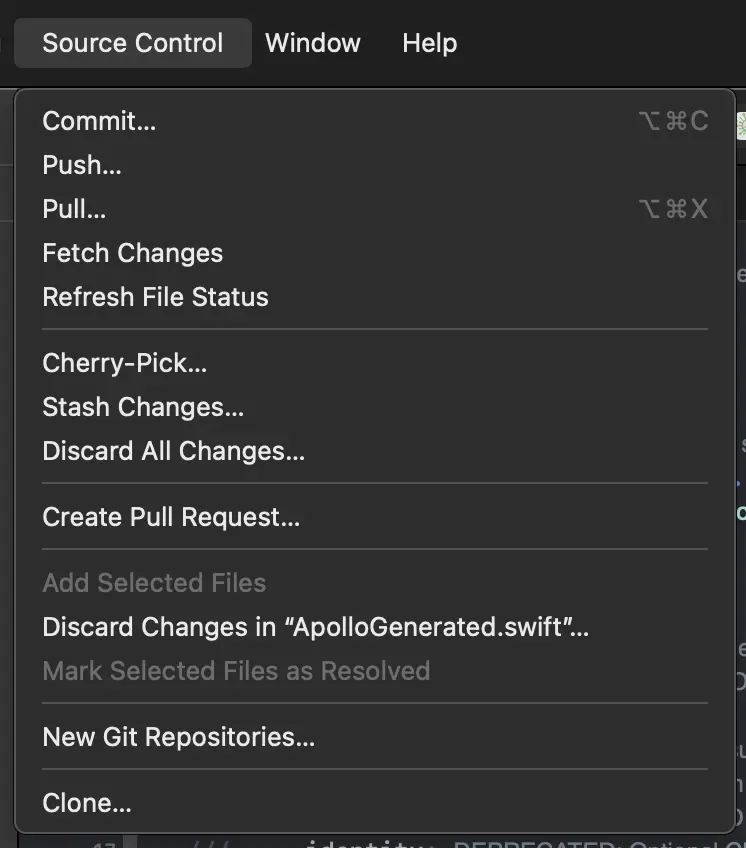 Source Control Window Help
Commit... ⌥⌘C
Push...
Pull... ⌥⌘X
Fetch Changes
Refresh File Status
Cherry-Pick...
Stash Changes...
Discard All Changes...
Create Pull Request...
Add Selected Files
Discard Changes in “ApolloGenerated.swift”...
Mark Selected Files as Resolved
New Git Repositories...
Clone...